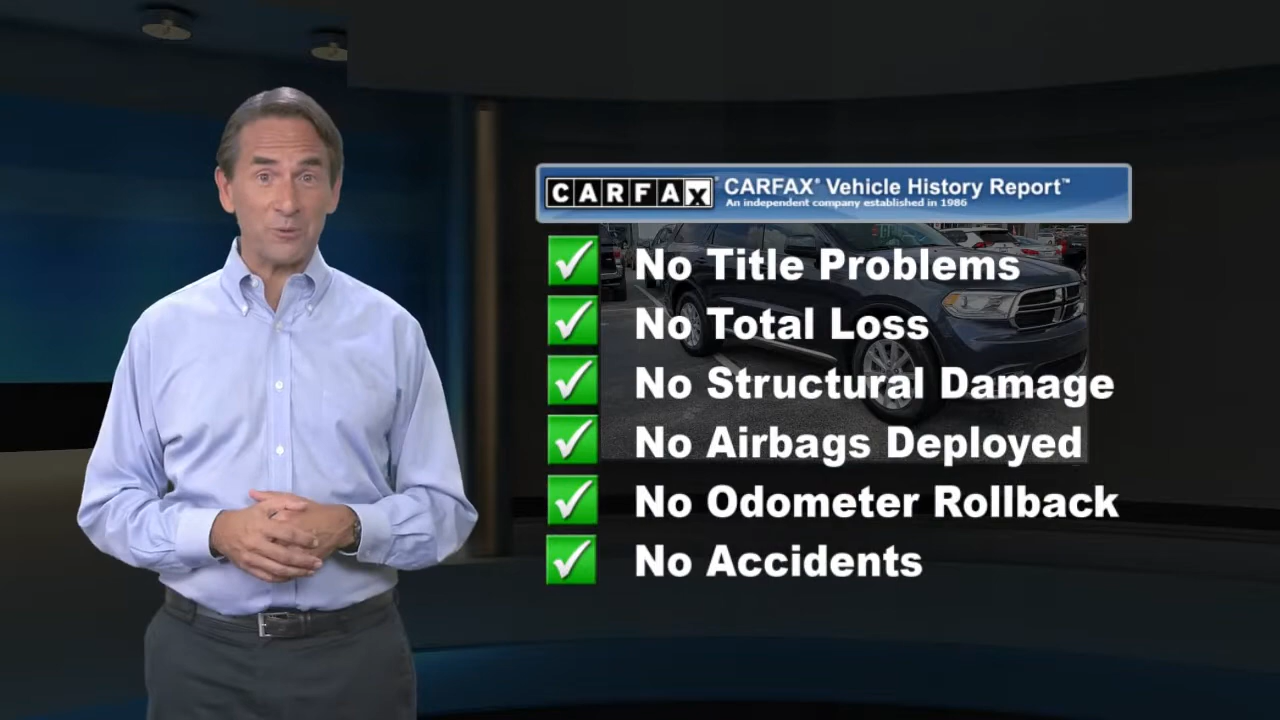 CARFAX® CARFAX® Vehicle History Report™
An independent company established in 1986
No Title Problems
No Total Loss
No Structural Damage
No Airbags Deployed
No Odometer Rollback
No Accidents